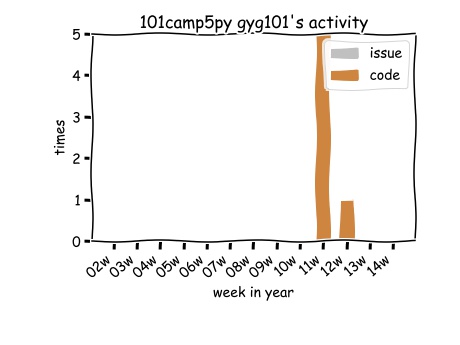 101camp5py gyg101's activity
issue
code
times
5
4
3
2
1
0
02w 03w 04w 05w 06w 07w 08w 09w 10w 11w 12w 13w 14w
week in year